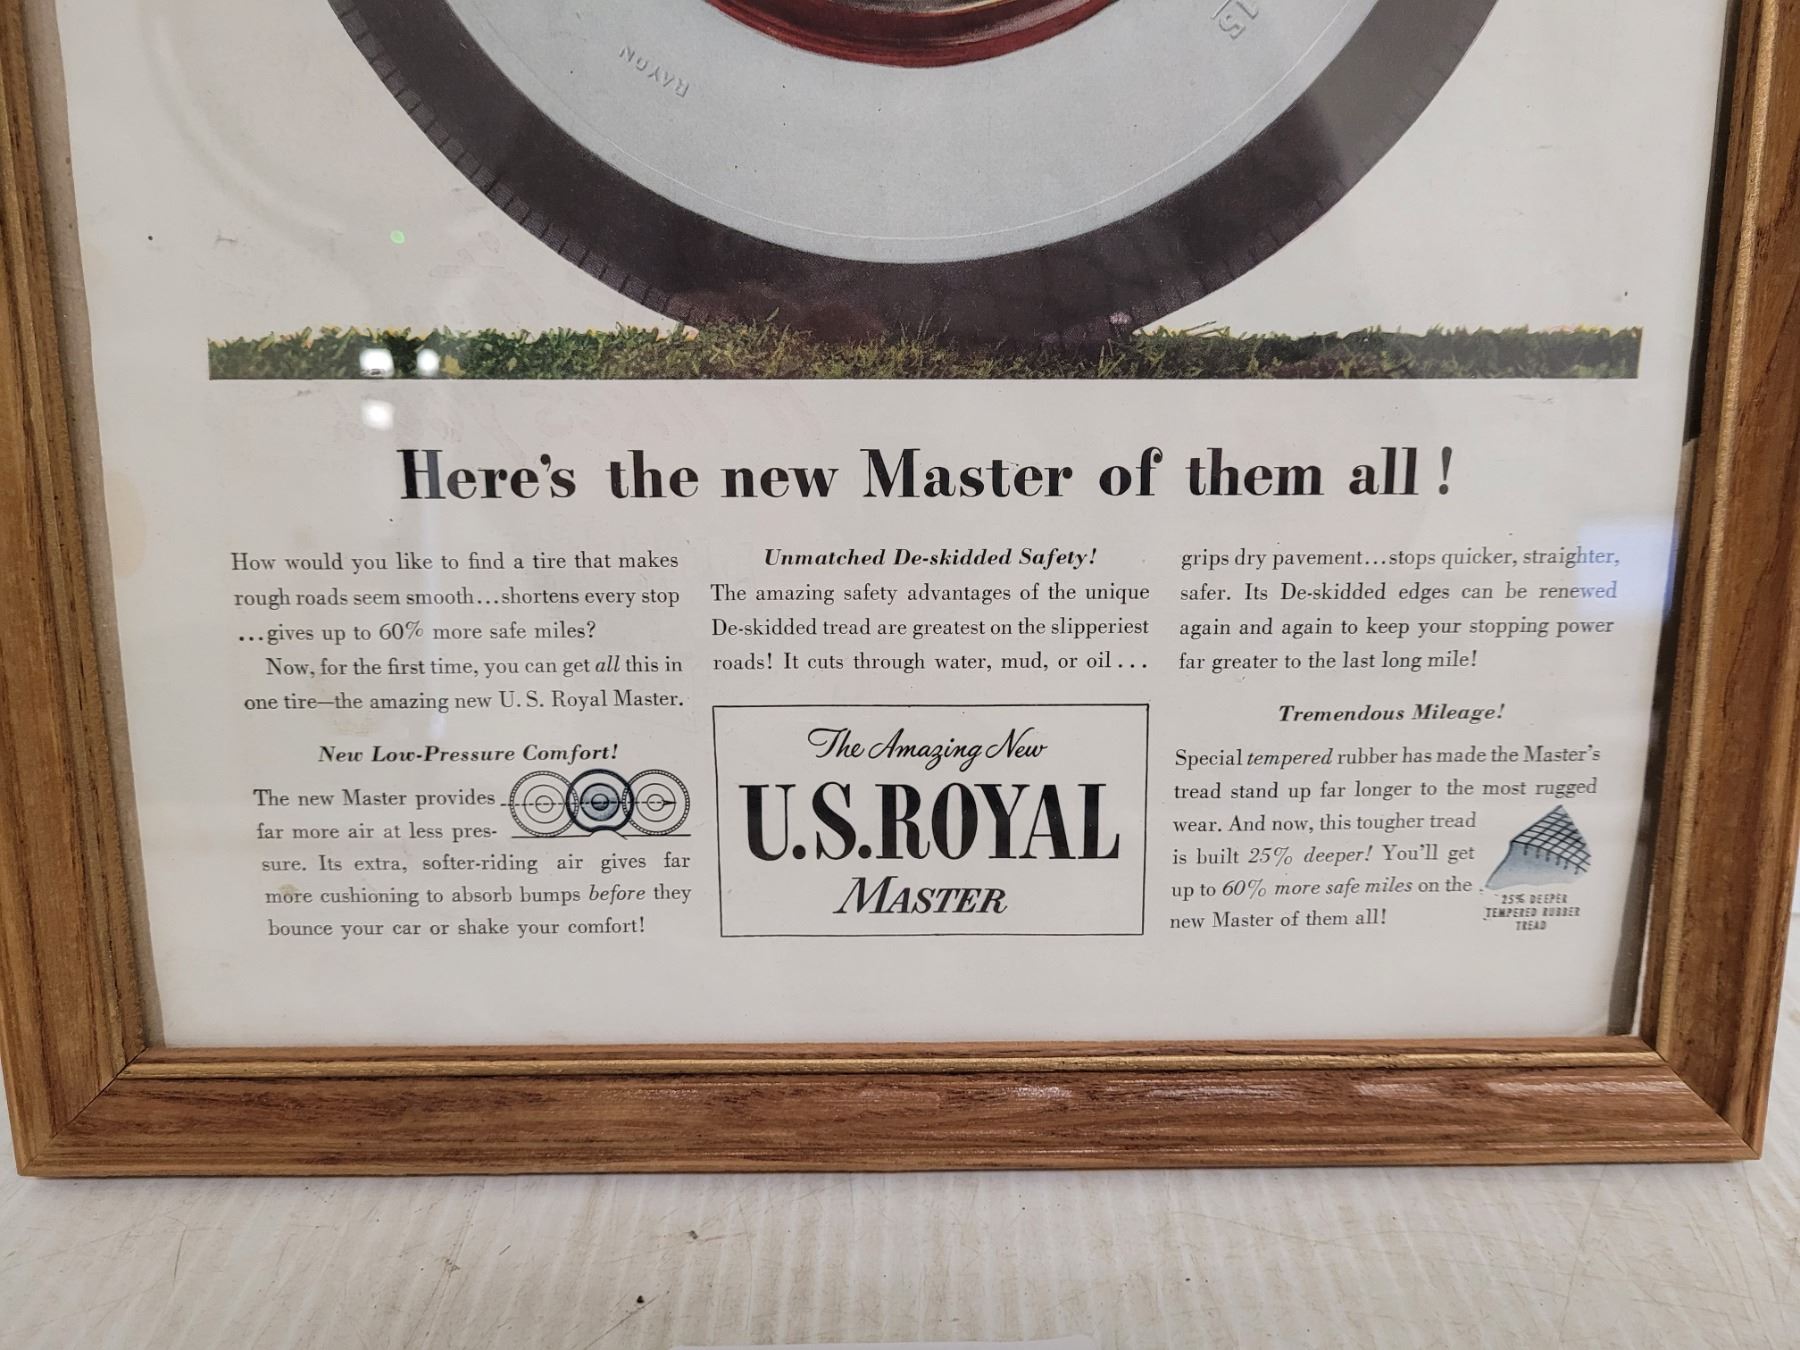 RAYON
15
Here's the new Master of them all!
How would you like to find a tire that makes
rough roads seem smooth...shortens every stop
...gives up to 60% more safe miles?
Now, for the first time, you can get all this in
one tire—the amazing new U. S. Royal Master.
New Low-Pressure Comfort!
The new Master provides
far more air at less pres-
sure. Its extra, softer-riding air gives far
more cushioning to absorb bumps before they
bounce your car or shake your comfort!
Unmatched De-skidded Safety!
The amazing safety advantages of the unique
De-skidded tread are greatest on the slipperiest
roads! It cuts through water, mud, or oil...
The Amazing New
U.S.ROYAL
MASTER
grips dry pavement...stops quicker, straighter,
safer. Its De-skidded edges can be renewed
again and again to keep your stopping power
far greater to the last long mile!
Tremendous Mileage!
Special tempered rubber has made the Master's
tread stand up far longer to the most rugged
wear. And now, this tougher tread
is built 25% deeper! You'll get
up to 60% more safe miles on the
new Master of them all!
25% DEEPER
TEMPERED RUBBER
TREAD